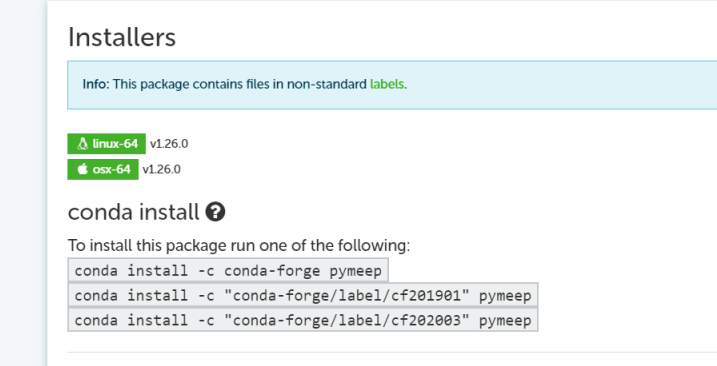 Installers
Info: This package contains files in non-standard labels.
linux-64 v1.26.0
osx-64 v1.26.0
conda install ?
To install this package run one of the following:
conda install -c conda-forge pymeep
conda install -c "conda-forge/label/cf201901" pymeep
conda install -c "conda-forge/label/cf202003" pymeep